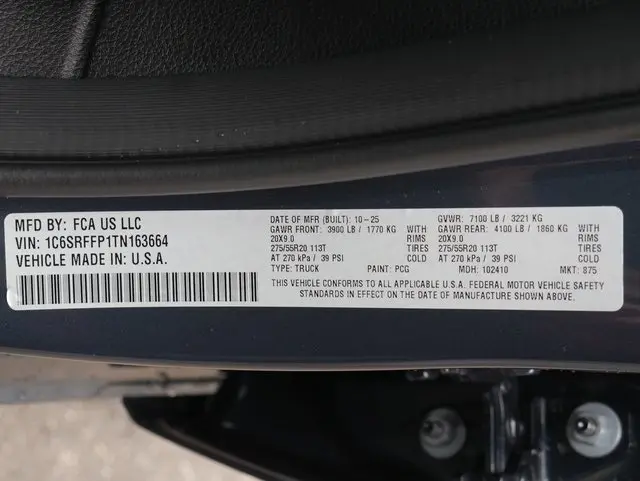 MFD BY: FCA US LLC
VIN: 1C6SRFFP1TN163664
VEHICLE MADE IN: U.S.A.
DATE OF MFR (BUILT): 10-25 GVWR: 7100 LB / 3221 KG
GAWR FRONT: 3900 LB / 1770 KG WITH GAWR REAR: 4100 LB / 1860 KG WITH
20X9.0 RIMS 20X9.0 RIMS
275/55R20 113T TIRES 275/55R20 113T TIRES
AT 270 kPa / 39 PSI COLD AT 270 kPa / 39 PSI COLD
TYPE: TRUCK PAINT: PCG MDH: 102410 MKT: 875
THIS VEHICLE CONFORMS TO ALL APPLICABLE U.S.A. FEDERAL MOTOR VEHICLE SAFETY
STANDARDS IN EFFECT ON THE DATE OF MANUFACTURE SHOWN ABOVE.